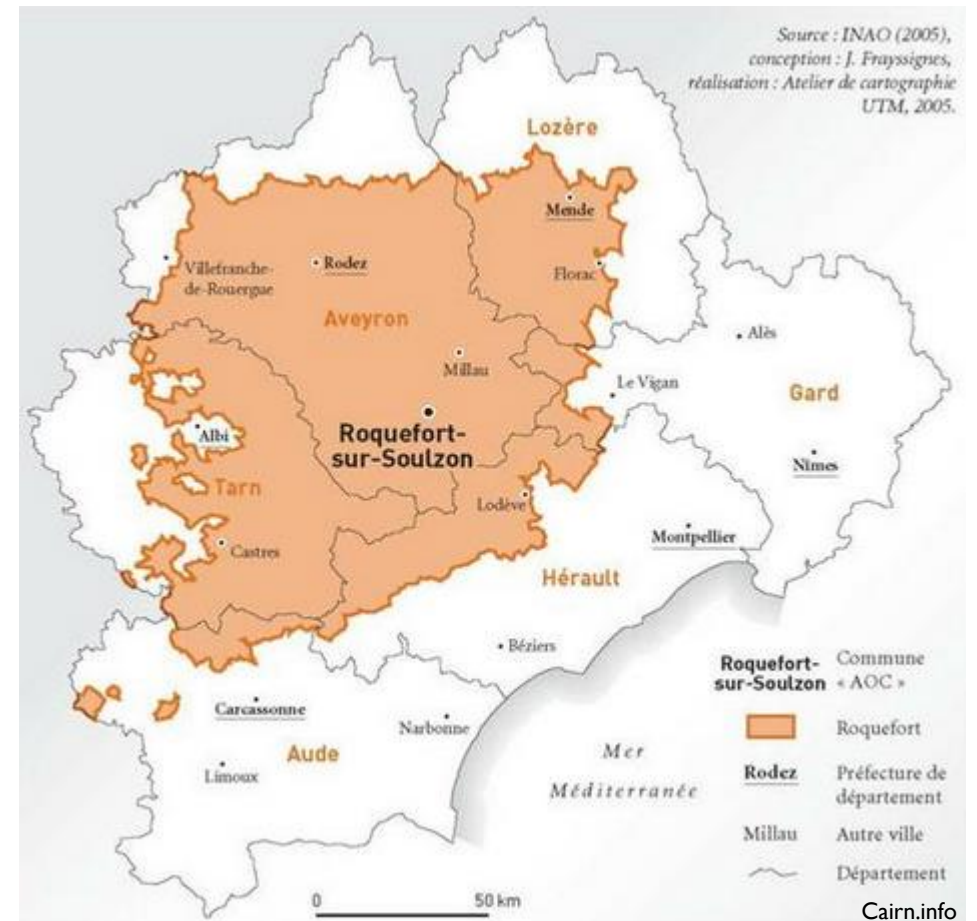 Source : INAO (2005),
conception : J. Frayssignes,
réalisation : Atelier de cartographie
UTM, 2005.
Lozère
Mende
Villefranche-
de-Rouergue
Rodez
Florac
Aveyron
Alès
Millau
Le Vigan
Gard
Albi
Roquefort-
sur-Soulzon
Nîmes
Tarn
Lodève
Castres
Montpellier
Hérault
Béziers
Carcassonne
Narbonne
Aude
Limoux
Mer
Méditerranée
Roquefort-
sur-Soulzon
Commune
« AOC »
Roquefort
Rodez
Préfecture de
département
Millau
Autre ville
Département
0
50 km
Cairn.info